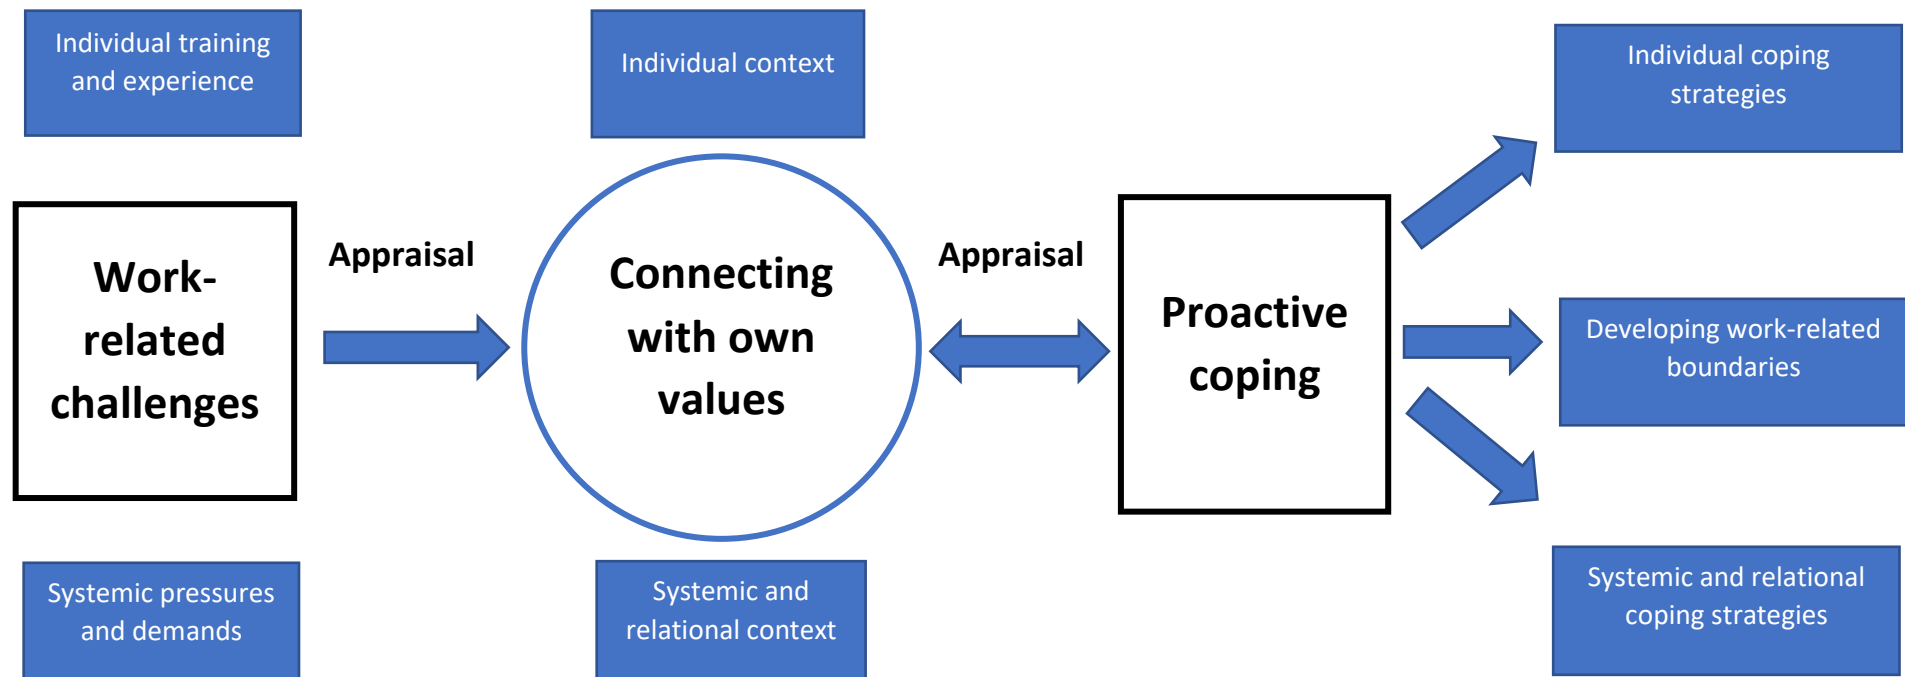 Individual training
and experience
Individual context
Individual coping
strategies
Work-
related
challenges
Appraisal
Connecting
with own
values
Appraisal
Proactive
coping
Developing work-related
boundaries
Systemic pressures
and demands
Systemic and
relational context
Systemic and relational
coping strategies